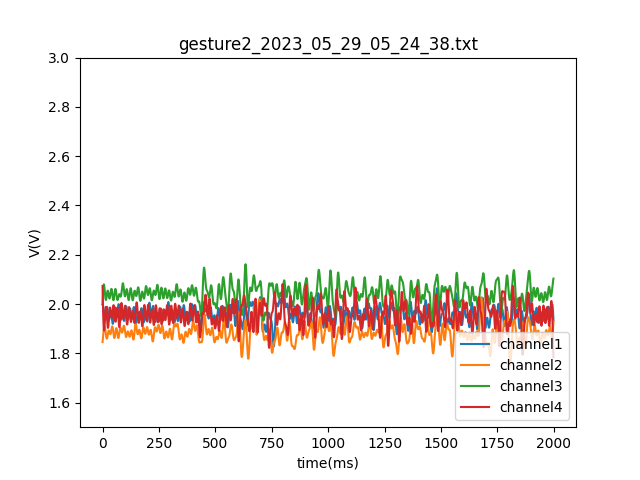 gesture2_2023_05_29_05_24_38.txt
3.0
2.8
2.6
2.4
2.2
2.0
1.8
1.6
V(V)
channel1
channel2
channel3
channel4
0 250 500 750 1000 1250 1500 1750 2000
time(ms)